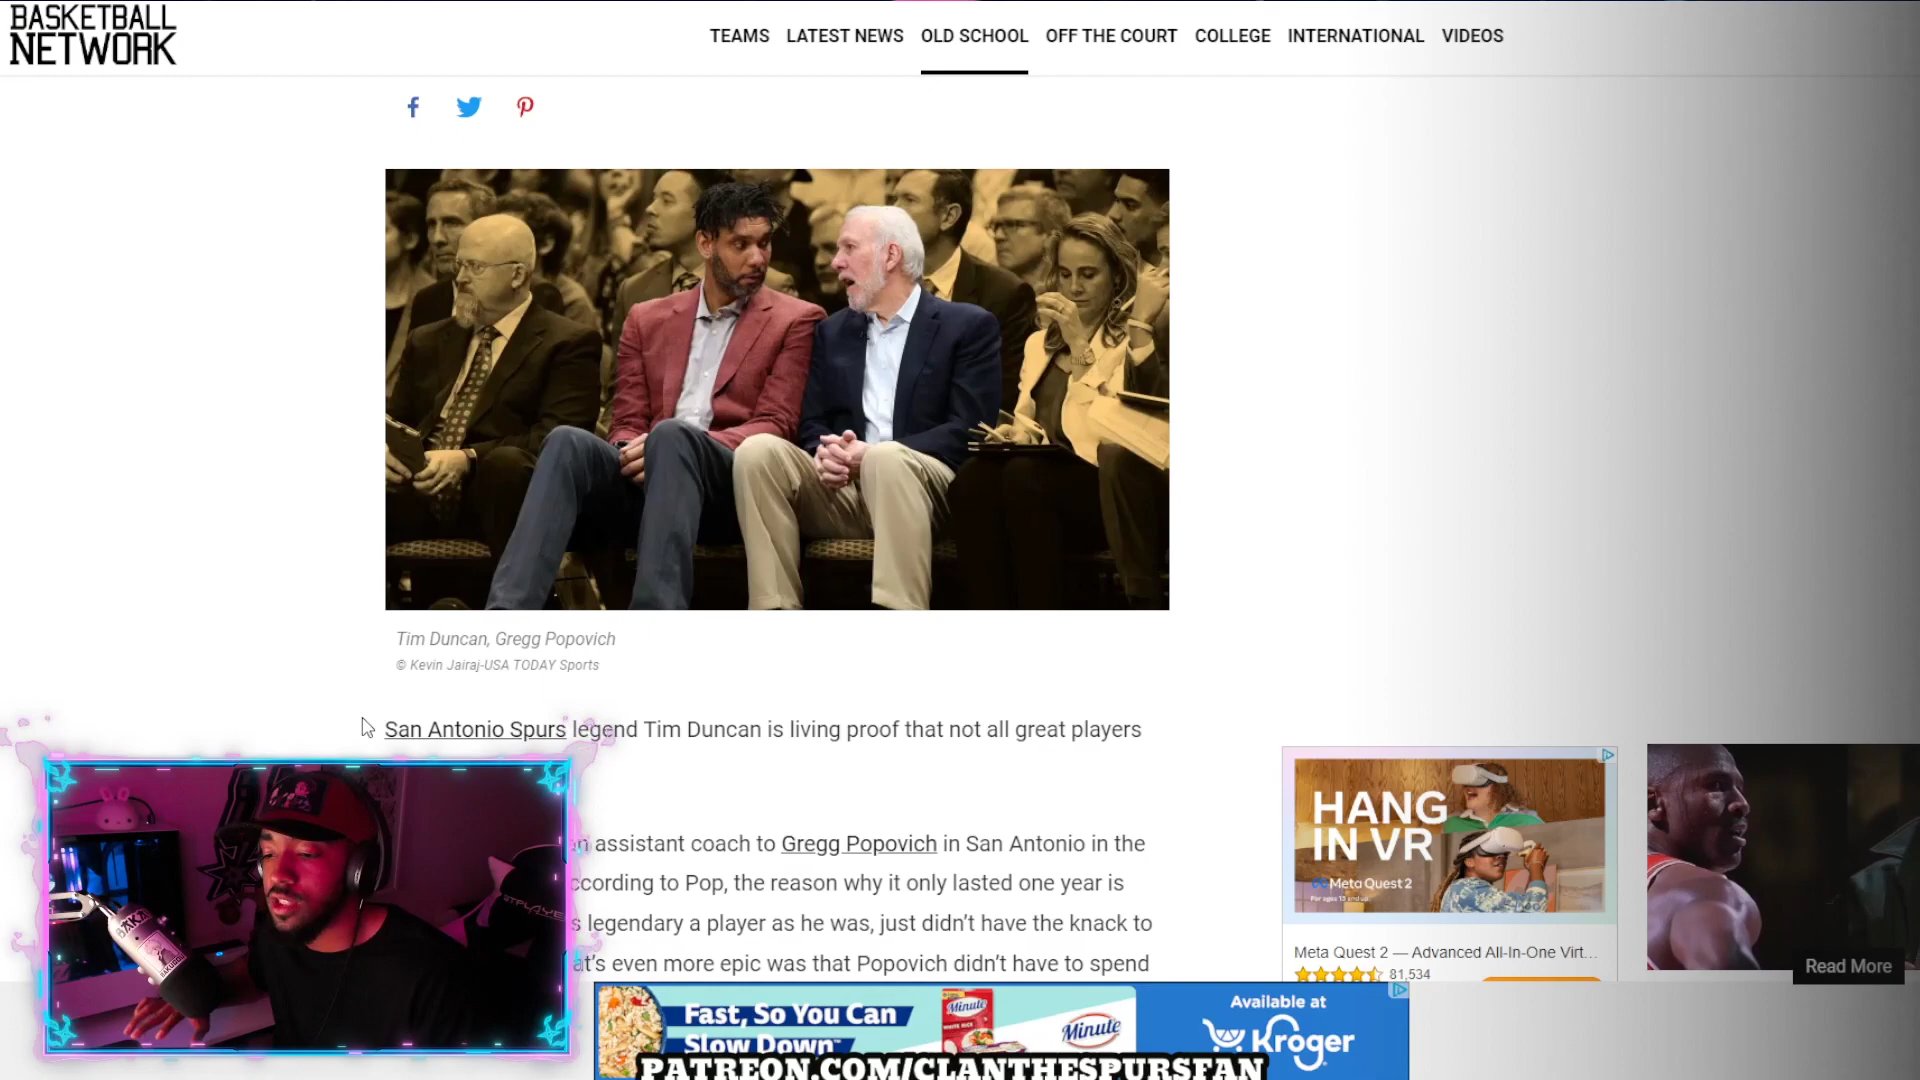 BASKETBALL
NETWORK
TEAMS LATEST NEWS OLD SCHOOL OFF THE COURT COLLEGE INTERNATIONAL VIDEOS
Tim Duncan, Gregg Popovich
© Kevin Jairaj-USA TODAY Sports
San Antonio Spurs legend Tim Duncan is living proof that not all great players
assistant coach to Gregg Popovich in San Antonio in the
ccording to Pop, the reason why it only lasted one year is
s legendary a player as he was, just didn't have the knack to
at's even more epic was that Popovich didn't have to spend
HANG
IN VR
Meta Quest 2
Meta Quest 2 — Advanced All-In-One Virt...
81,534
Read More
Fast, So You Can
Slow Down™
Minute
WHITE RICE
Minute
Available at
Kroger
PATREON.COM/CLANTHESPURSFAN